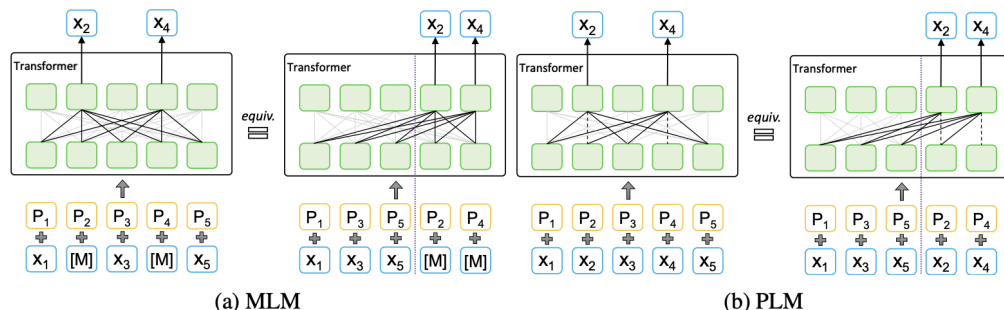 x₂ x₄ x₂ x₄ x₂ x₄ x₂ x₄
Transformer Transformer Transformer Transformer
equiv. equiv.
=
=
P₁ P₂ P₃ P₄ P₅ P₁ P₃ P₅ P₂ P₄ P₁ P₂ P₃ P₄ P₅ P₁ P₃ P₅ P₂ P₄
+ + + + + + + + + + + + + + + + + + + +
x₁ [M] x₃ [M] x₅ x₁ x₃ x₅ [M] [M] x₁ x₂ x₃ x₄ x₅ x₁ x₃ x₅ x₂ x₄
(a) MLM (b) PLM